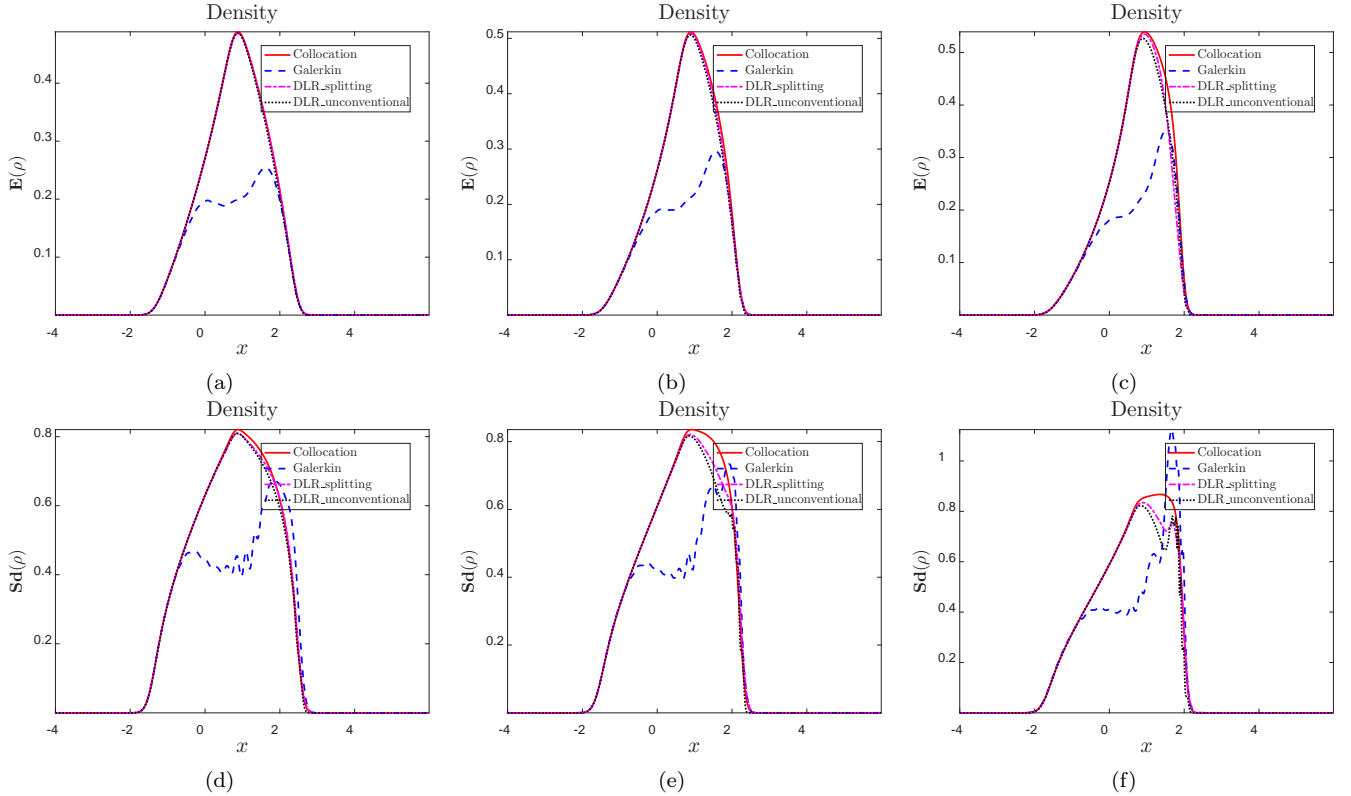 Density
0.4
0.3
0.2
0.1
E(ρ)
-4 -2 0 2 4
x
Collocation
Galerkin
DLR_splitting
DLR_unconventional
(a)
Density
0.5
0.4
0.3
0.2
0.1
E(ρ)
-4 -2 0 2 4
x
Collocation
Galerkin
DLR_splitting
DLR_unconventional
(b)
Density
0.5
0.4
0.3
0.2
0.1
E(ρ)
-4 -2 0 2 4
x
Collocation
Galerkin
DLR_splitting
DLR_unconventional
(c)
Density
0.8
0.6
0.4
0.2
Sd(ρ)
-4 -2 0 2 4
x
Collocation
Galerkin
DLR_splitting
DLR_unconventional
(d)
Density
0.8
0.6
0.4
0.2
Sd(ρ)
-4 -2 0 2 4
x
Collocation
Galerkin
DLR_splitting
DLR_unconventional
(e)
Density
1
0.8
0.6
0.4
0.2
Sd(ρ)
-4 -2 0 2 4
x
Collocation
Galerkin
DLR_splitting
DLR_unconventional
(f)